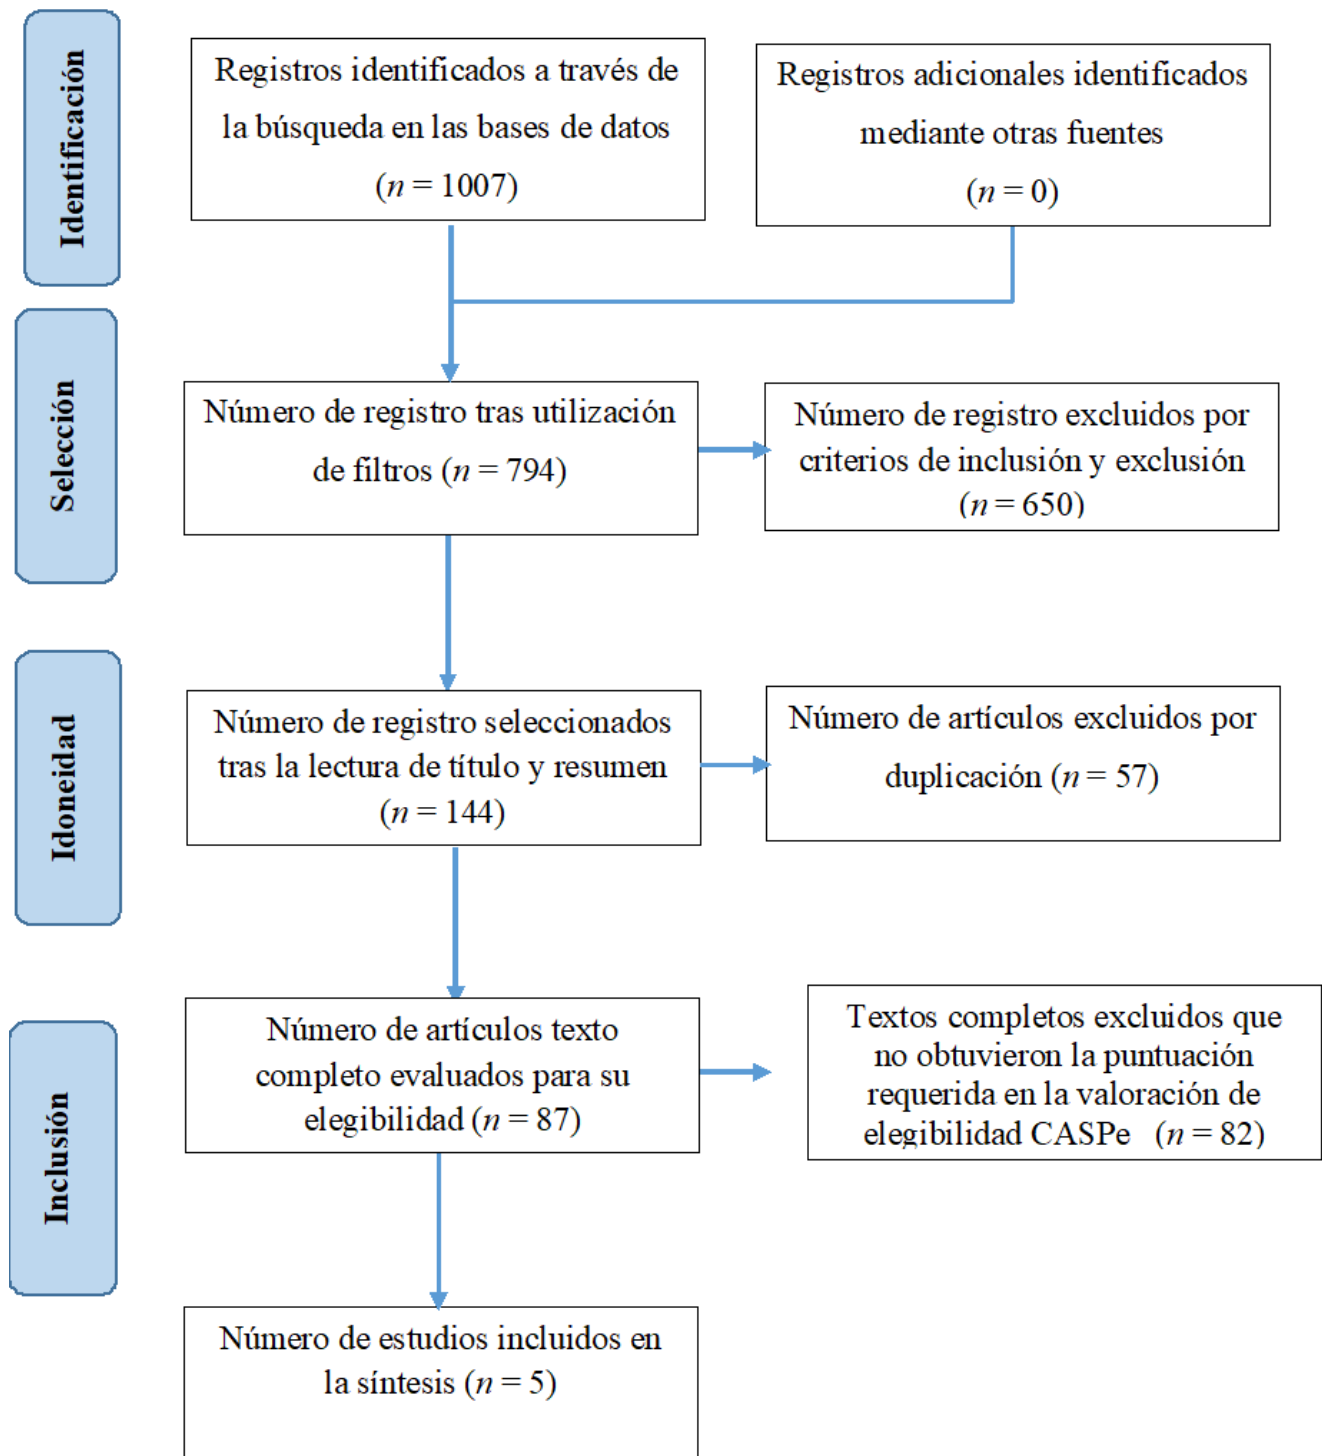 Identificación
Registros identificados a través de
la búsqueda en las bases de datos
(n = 1007)
Registros adicionales identificados
mediante otras fuentes
(n = 0)
Selección
Número de registro tras utilización
de filtros (n = 794)
Número de registro excluidos por
criterios de inclusión y exclusión
(n = 650)
Idoneidad
Número de registro seleccionados
tras la lectura de título y resumen
(n = 144)
Número de artículos excluidos por
duplicación (n = 57)
Inclusión
Número de artículos texto
completo evaluados para su
elegibilidad (n = 87)
Textos completos excluidos que
no obtuvieron la puntuación
requerida en la valoración de
elegibilidad CASPe (n = 82)
Número de estudios incluidos en
la síntesis (n = 5)